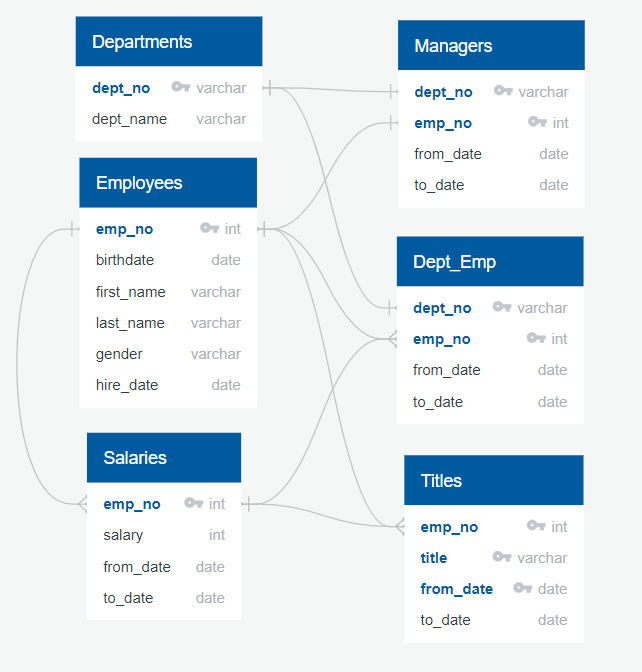 Departments
dept_no varchar
dept_name varchar
Employees
emp_no int
birthdate date
first_name varchar
last_name varchar
gender varchar
hire_date date
Salaries
emp_no int
salary int
from_date date
to_date date
Managers
dept_no varchar
emp_no int
from_date date
to_date date
Dept_Emp
dept_no varchar
emp_no int
from_date date
to_date date
Titles
emp_no int
title varchar
from_date date
to_date date